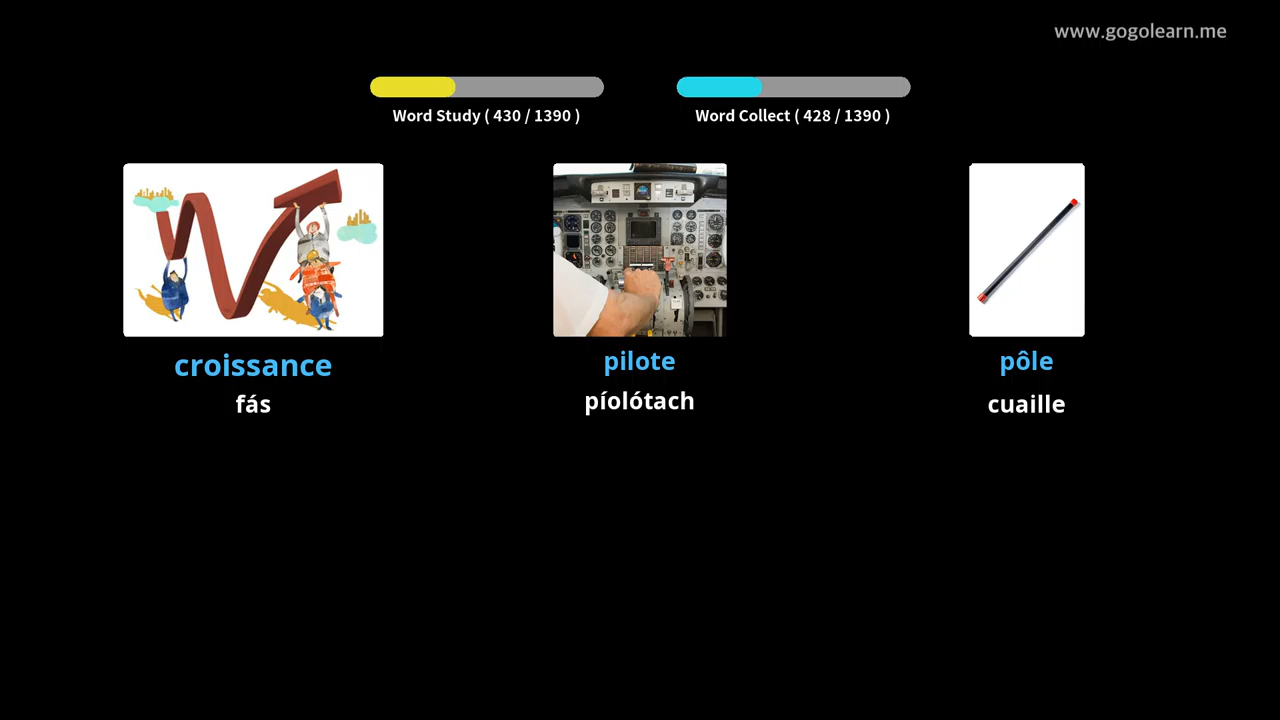 www.gogolearn.me
Word Study ( 430 / 1390 )
Word Collect ( 428 / 1390 )
croissance
fás
pilote
píolótach
pôle
cuaille